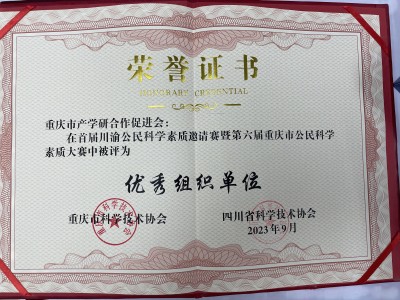 荣誉证书
HONORARY CREDENTIAL
重庆市产学研合作促进会：
在首届川渝公民科学素质邀请赛暨第六届重庆市公民科学
素质大赛中被评为
优秀组织单位
重庆市科学技术协会 四川省科学技术协会
2023年9月